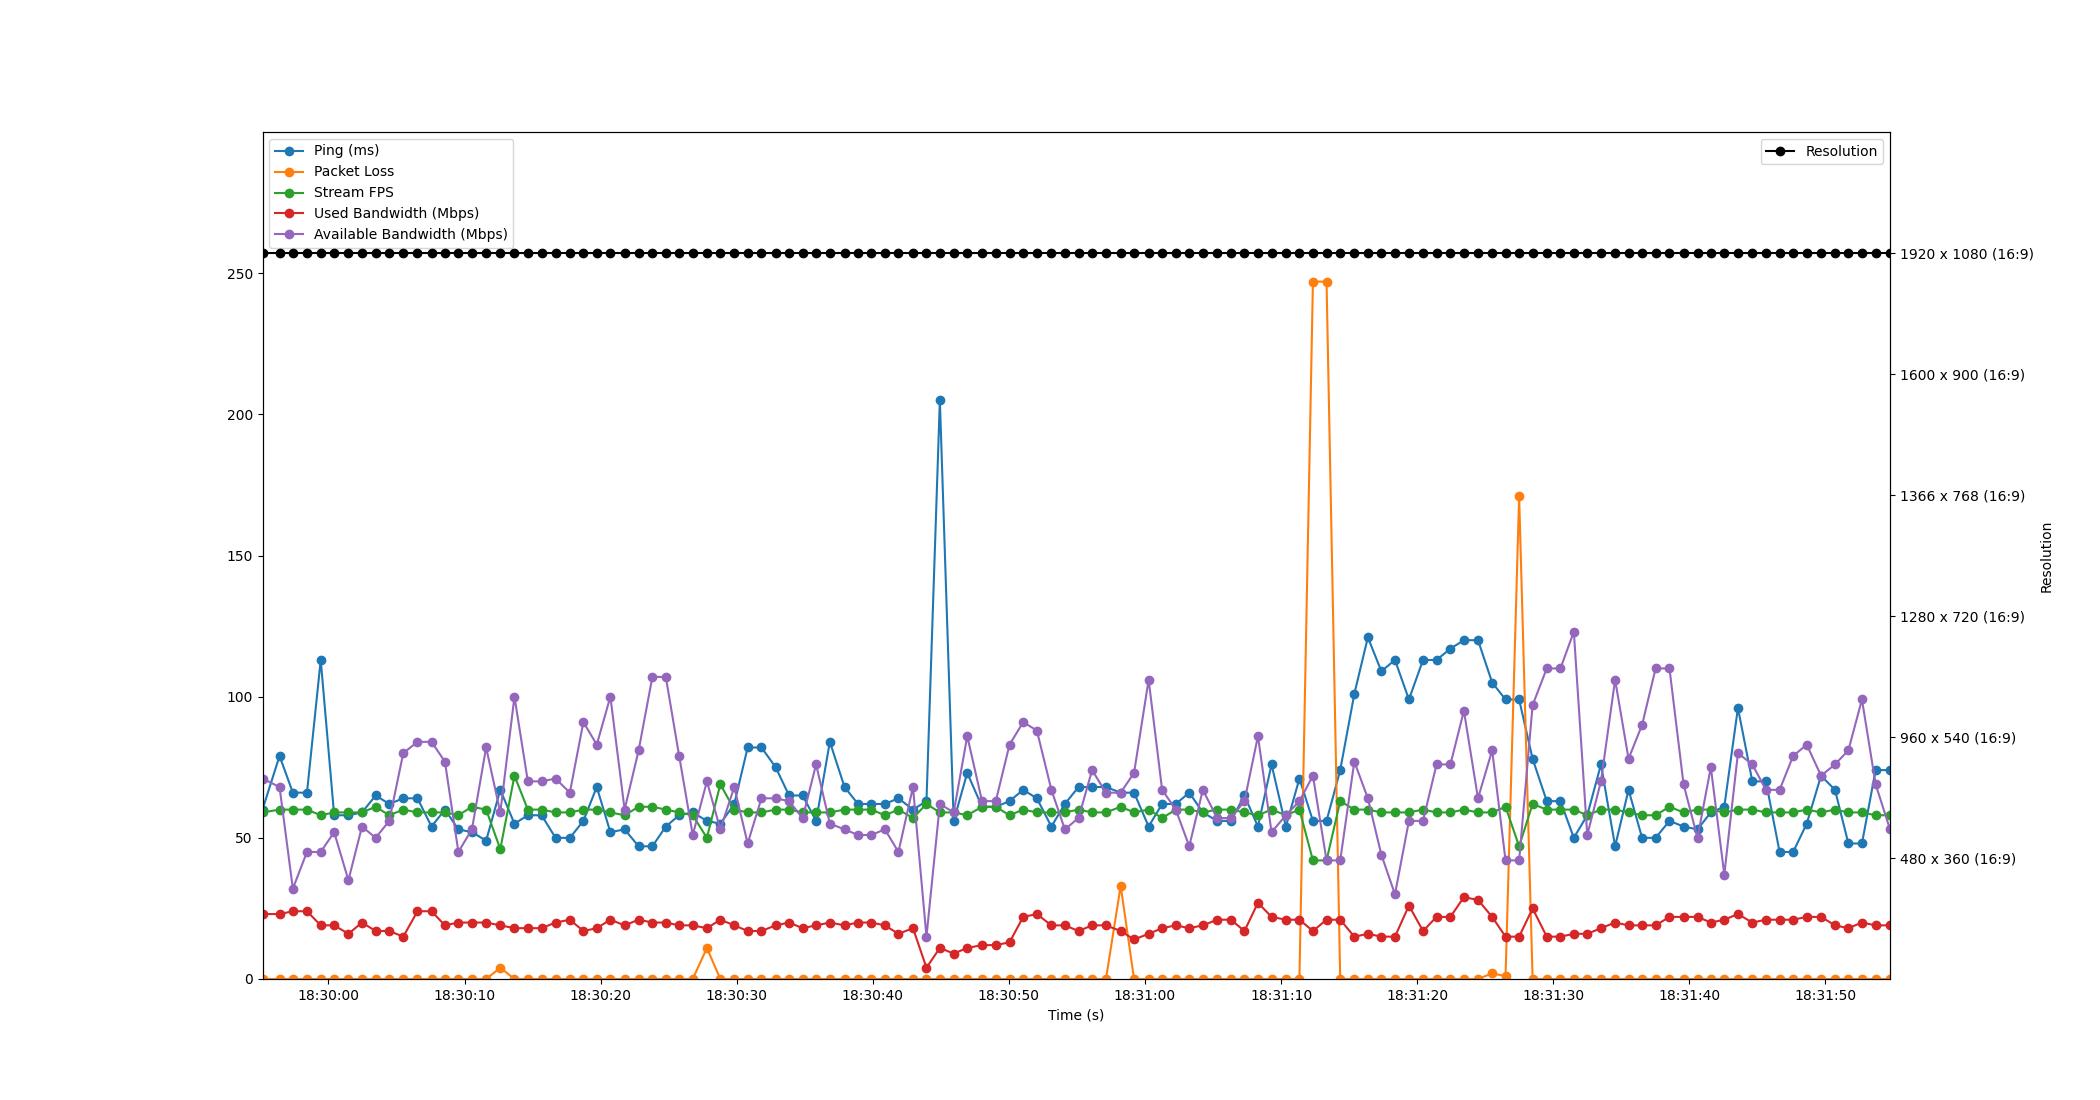 Ping (ms)
Packet Loss
Stream FPS
Used Bandwidth (Mbps)
Available Bandwidth (Mbps)
Resolution
250
200
150
100
50
0
1920 x 1080 (16:9)
1600 x 900 (16:9)
1366 x 768 (16:9)
1280 x 720 (16:9)
960 x 540 (16:9)
480 x 360 (16:9)
Resolution
18:30:00 18:30:10 18:30:20 18:30:30 18:30:40 18:30:50 18:31:00 18:31:10 18:31:20 18:31:30 18:31:40 18:31:50
Time (s)